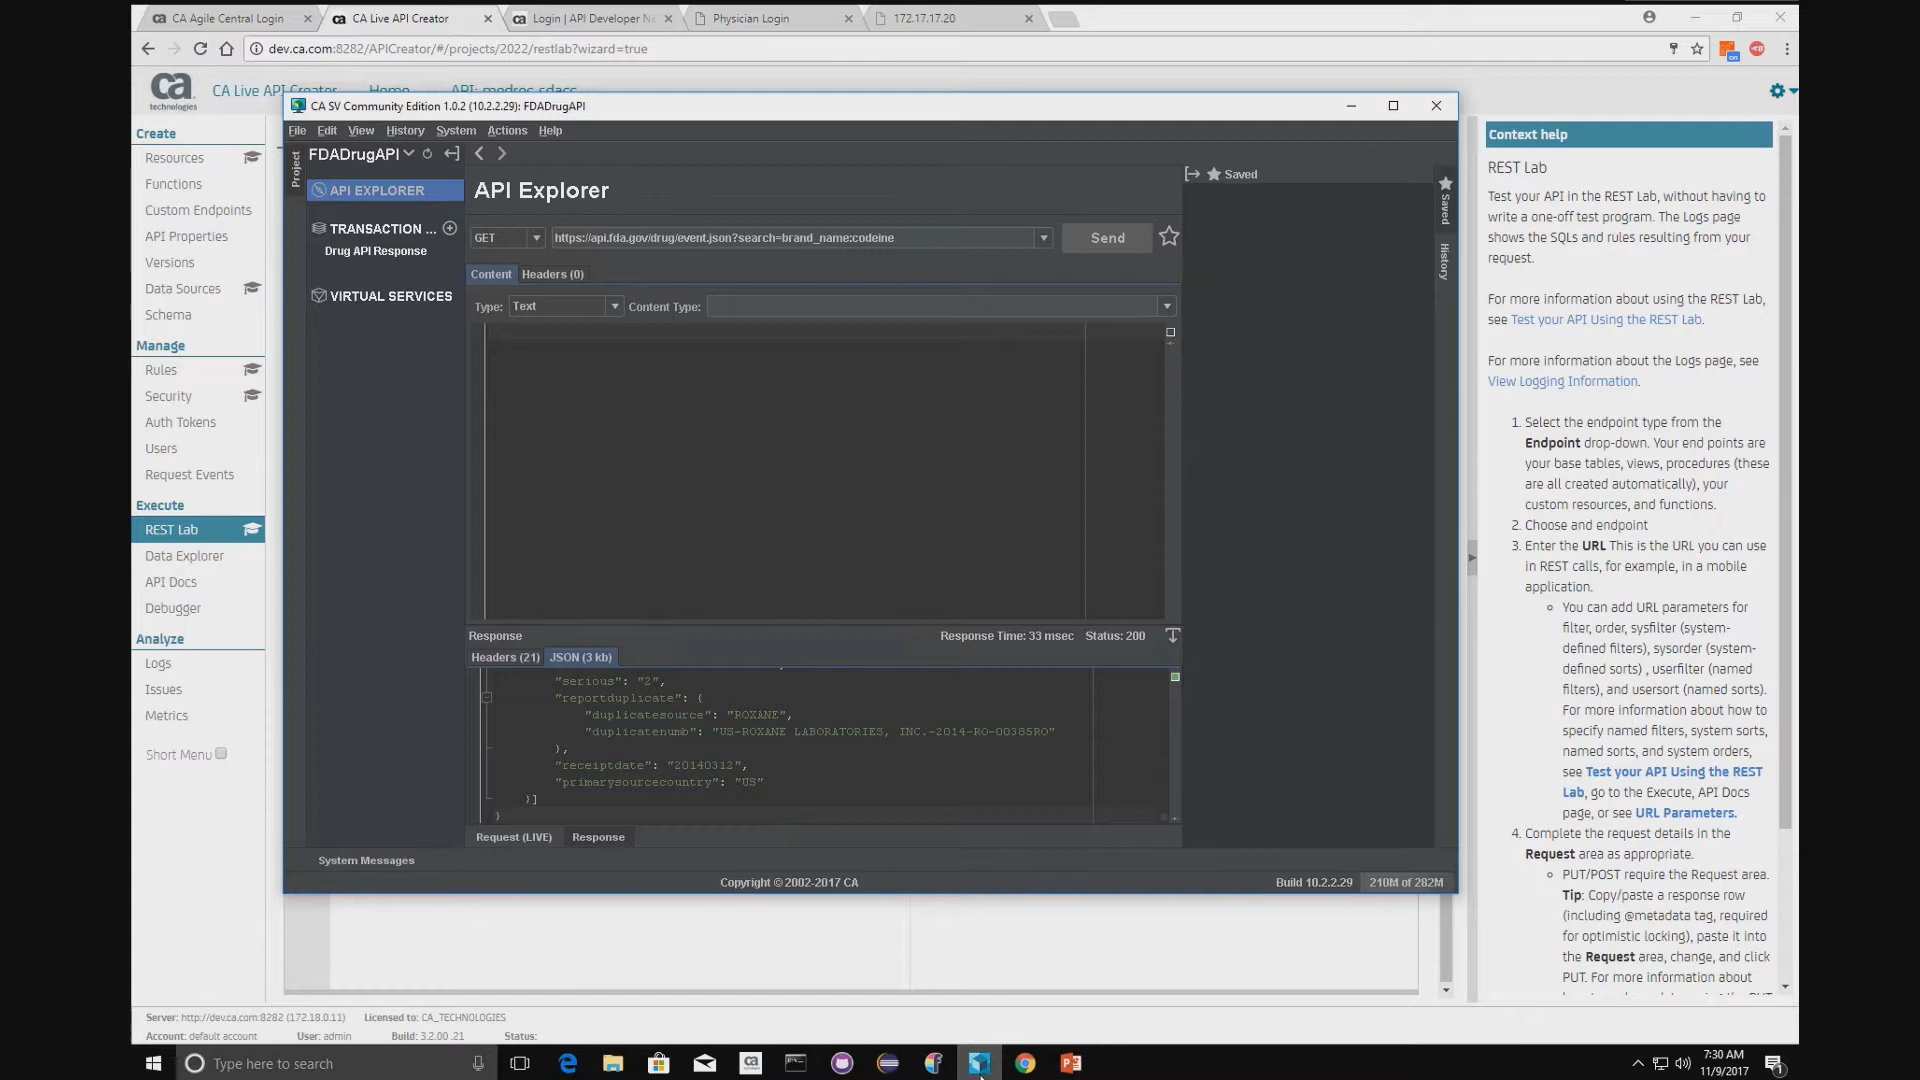 CA Agile Central Login
CA Live API Creator
Login | API Developer Ne
Physician Login
172.17.17.20
dev.ca.com:8282/APICreator/#/projects/2022/restlab?wizard=true
ca
technologies
CA Live API Creator
Home
CA SV Community Edition 1.0.2 (10.2.2.29): FDADrugAPI
File
Edit
View
History
System
Actions
Help
Project
FDADrugAPI
API EXPLORER
TRANSACTION ...
Drug API Response
VIRTUAL SERVICES
API Explorer
GET
https://api.fda.gov/drug/event.json?search=brand_name:codeine
Send
Content
Headers (0)
Type:
Text
Content Type:
Saved
Saved
History
Response
Response Time: 33 msec
Status: 200
Headers (21)
JSON (3 kb)
"serious": "2",
"reportduplicate": {
"duplicatesource": "ROXANE",
"duplicatenumb": "US-ROXANE LABORATORIES, INC.-2014-RO-00385RO"
},
"receiptdate": "20140312",
"primarysourcecountry": "US"
}]
}
Request (LIVE)
Response
System Messages
Copyright © 2002-2017 CA
Build 10.2.2.29
210M of 282M
Create
Resources
Functions
Custom Endpoints
API Properties
Versions
Data Sources
Schema
Manage
Rules
Security
Auth Tokens
Users
Request Events
Execute
REST Lab
Data Explorer
API Docs
Debugger
Analyze
Logs
Issues
Metrics
Short Menu
Context help
REST Lab
Test your API in the REST Lab, without having to
write a one-off test program. The Logs page
shows the SQLs and rules resulting from your
request.
For more information about using the REST Lab,
see Test your API Using the REST Lab.
For more information about the Logs page, see
View Logging Information.
1. Select the endpoint type from the
Endpoint drop-down. Your end points are
your base tables, views, procedures (these
are all created automatically), your
custom resources, and functions.
2. Choose and endpoint
3. Enter the URL This is the URL you can use
in REST calls, for example, in a mobile
application.
You can add URL parameters for
filter, order, sysfilter (system-
defined filters), sysorder (system-
defined sorts) , userfilter (named
filters), and usersort (named sorts).
For more information about how to
specify named filters, system sorts,
named sorts, and system orders,
see Test your API Using the REST
Lab, go to the Execute, API Docs
page, or see URL Parameters.
4. Complete the request details in the
Request area as appropriate.
PUT/POST require the Request area.
Tip: Copy/paste a response row
(including @metadata tag, required
for optimistic locking), paste it into
the Request area, change, and click
PUT. For more information about
Server: http://dev.ca.com:8282 (172.18.0.11)
Licensed to: CA_TECHNOLOGIES
Account: default account
User: admin
Build: 3.2.00 .21
Status:
Type here to search
7:30 AM
11/9/2017